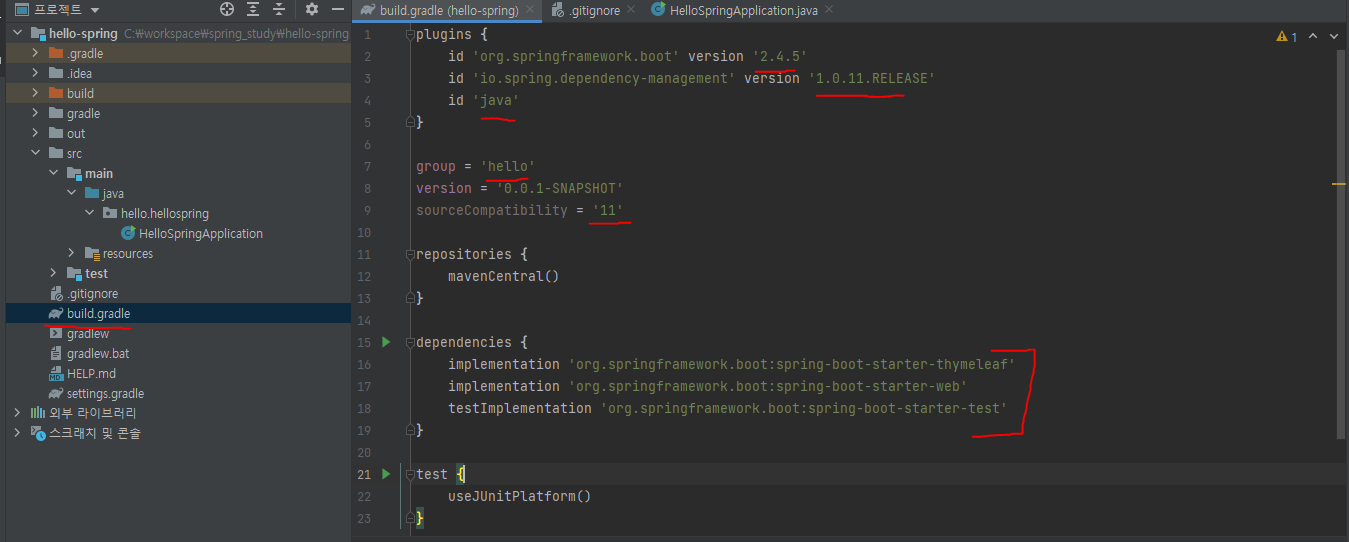 프로젝트
hello-spring C:\workspace\spring_study\hello-spring
.gradle
.idea
build
gradle
out
src
main
java
hello.hellospring
HelloSpringApplication
resources
test
.gitignore
build.gradle
gradlew
gradlew.bat
HELP.md
settings.gradle
외부 라이브러리
스크래치 및 콘솔
build.gradle (hello-spring)
.gitignore
HelloSpringApplication.java
1
1 plugins {
2 id 'org.springframework.boot' version '2.4.5'
3 id 'io.spring.dependency-management' version '1.0.11.RELEASE'
4 id 'java'
5 }
6
7 group = 'hello'
8 version = '0.0.1-SNAPSHOT'
9 sourceCompatibility = '11'
10
11 repositories {
12 mavenCentral()
13 }
14
15 dependencies {
16 implementation 'org.springframework.boot:spring-boot-starter-thymeleaf'
17 implementation 'org.springframework.boot:spring-boot-starter-web'
18 testImplementation 'org.springframework.boot:spring-boot-starter-test'
19 }
20
21 test {
22 useJUnitPlatform()
23 }